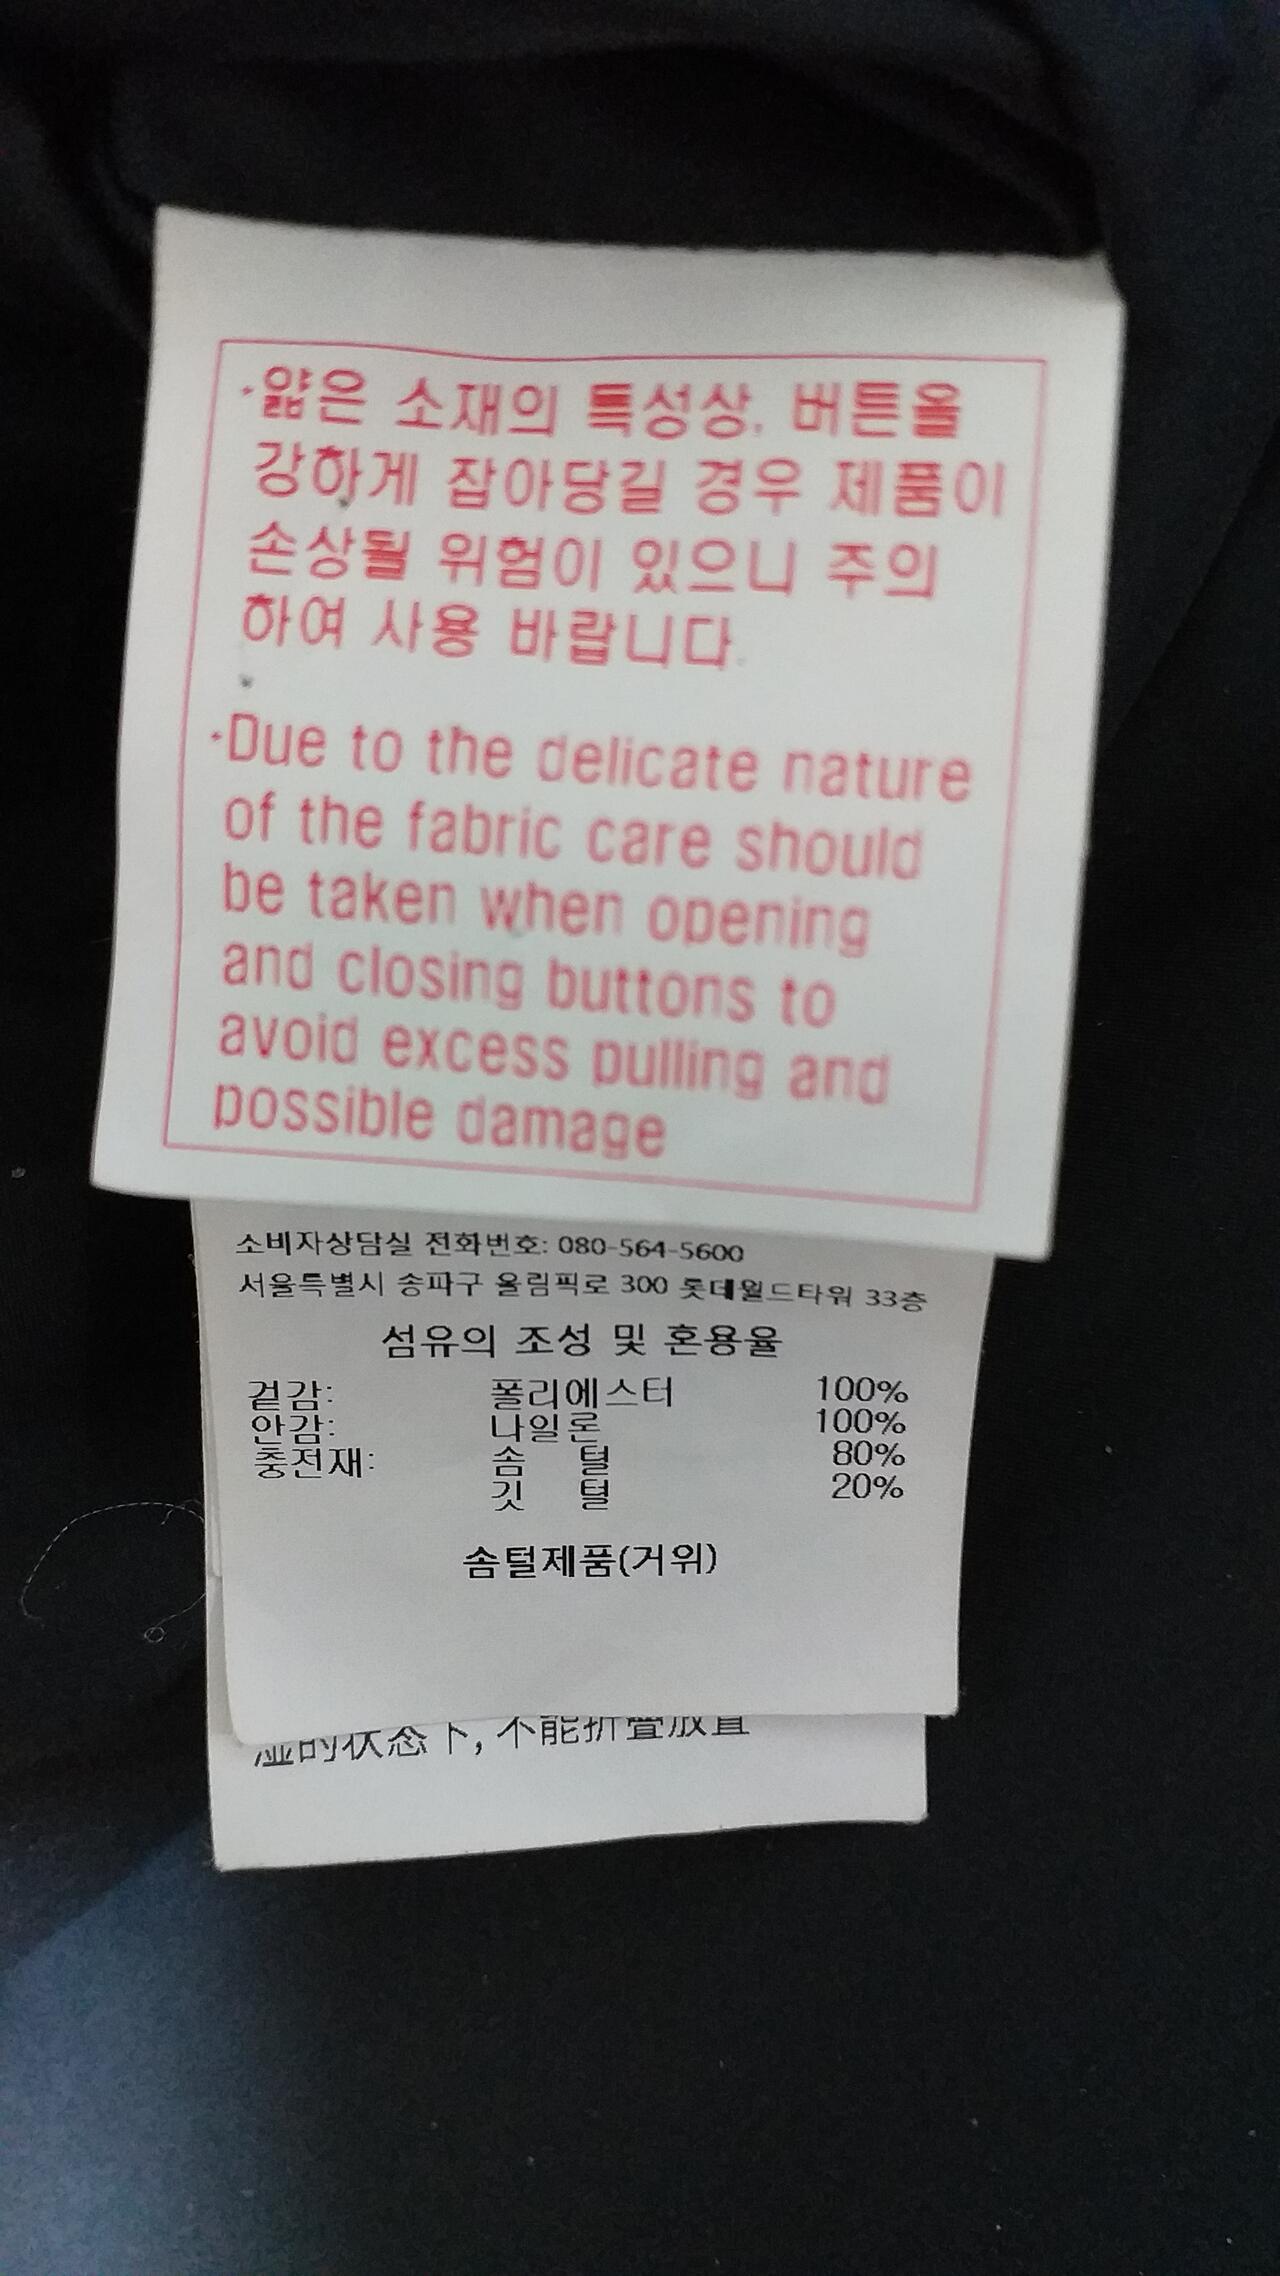 ·얇은 소재의 특성상, 버튼을
강하게 잡아당길 경우 제품이
손상될 위험이 있으니 주의
하여 사용 바랍니다.
·Due to the delicate nature
of the fabric care should
be taken when opening
and closing buttons to
avoid excess pulling and
possible damage
소비자상담실 전화번호: 080-564-5600
서울특별시 송파구 올림픽로 300 롯데월드타워 33층
섬유의 조성 및 혼용율
겉감: 폴리에스터 100%
안감: 나일론 100%
충전재: 솜 털 80%
깃 털 20%
솜털제품(거위)
湿的状态下, 不能折叠放置